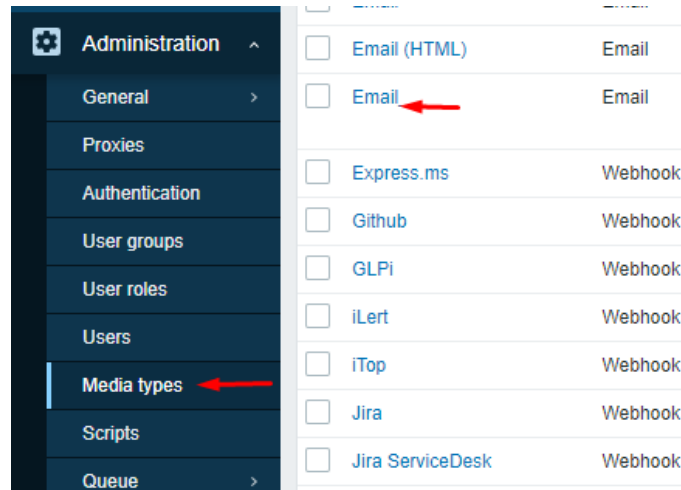 Administration
General
Proxies
Authentication
User groups
User roles
Users
Media types
Scripts
Queue
Email (HTML) Email
Email Email
Express.ms Webhook
Github Webhook
GLPi Webhook
iLert Webhook
iTop Webhook
Jira Webhook
Jira ServiceDesk Webhook